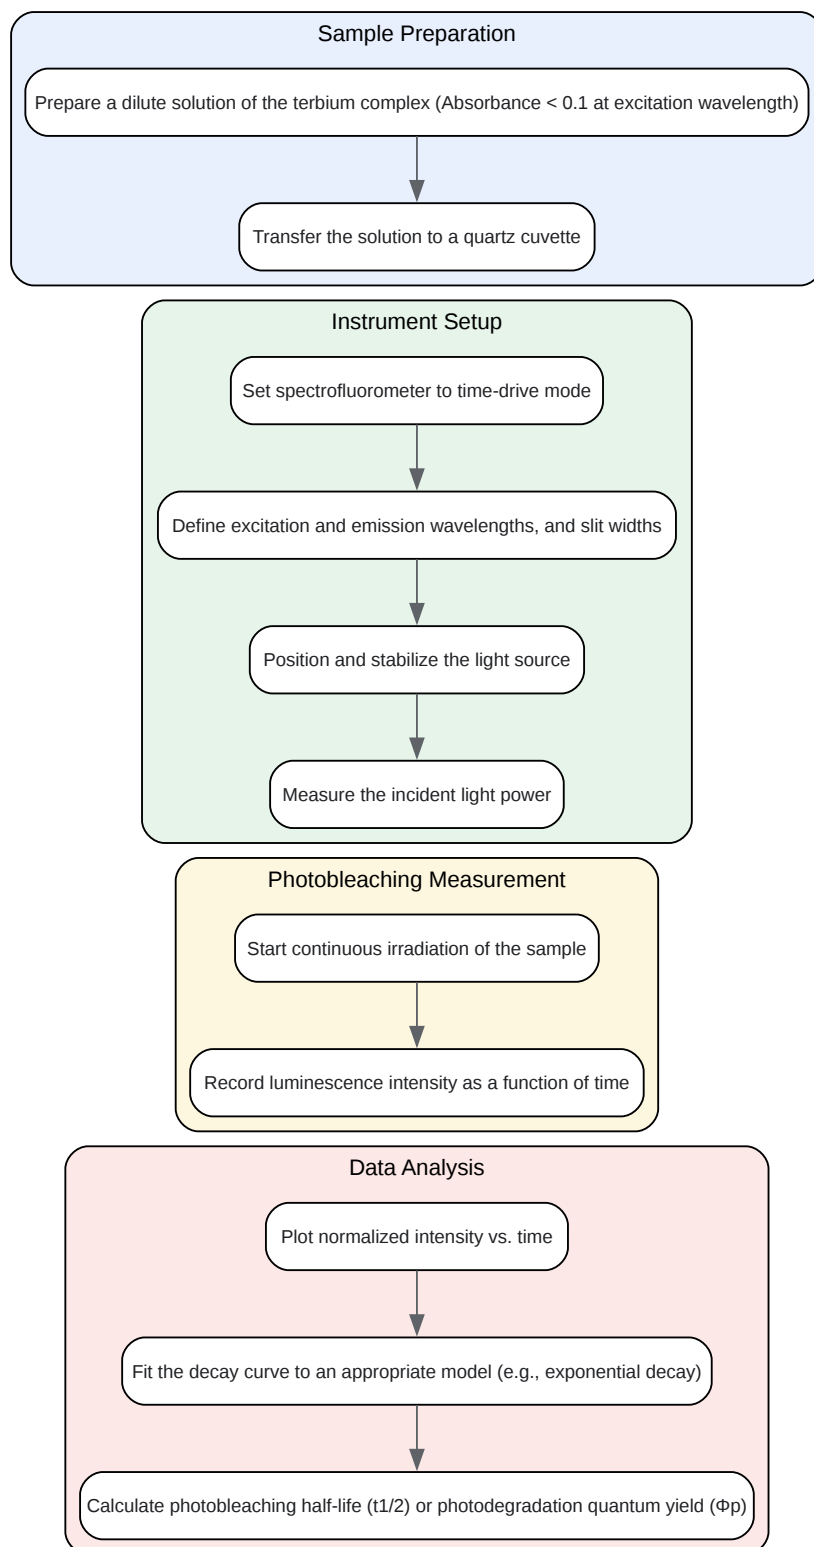 Sample Preparation
Prepare a dilute solution of the terbium complex (Absorbance < 0.1 at excitation wavelength)
Transfer the solution to a quartz cuvette
Instrument Setup
Set spectrofluorometer to time-drive mode
Define excitation and emission wavelengths, and slit widths
Position and stabilize the light source
Measure the incident light power
Photobleaching Measurement
Start continuous irradiation of the sample
Record luminescence intensity as a function of time
Data Analysis
Plot normalized intensity vs. time
Fit the decay curve to an appropriate model (e.g., exponential decay)
Calculate photobleaching half-life (t1/2) or photodegradation quantum yield (Φp)